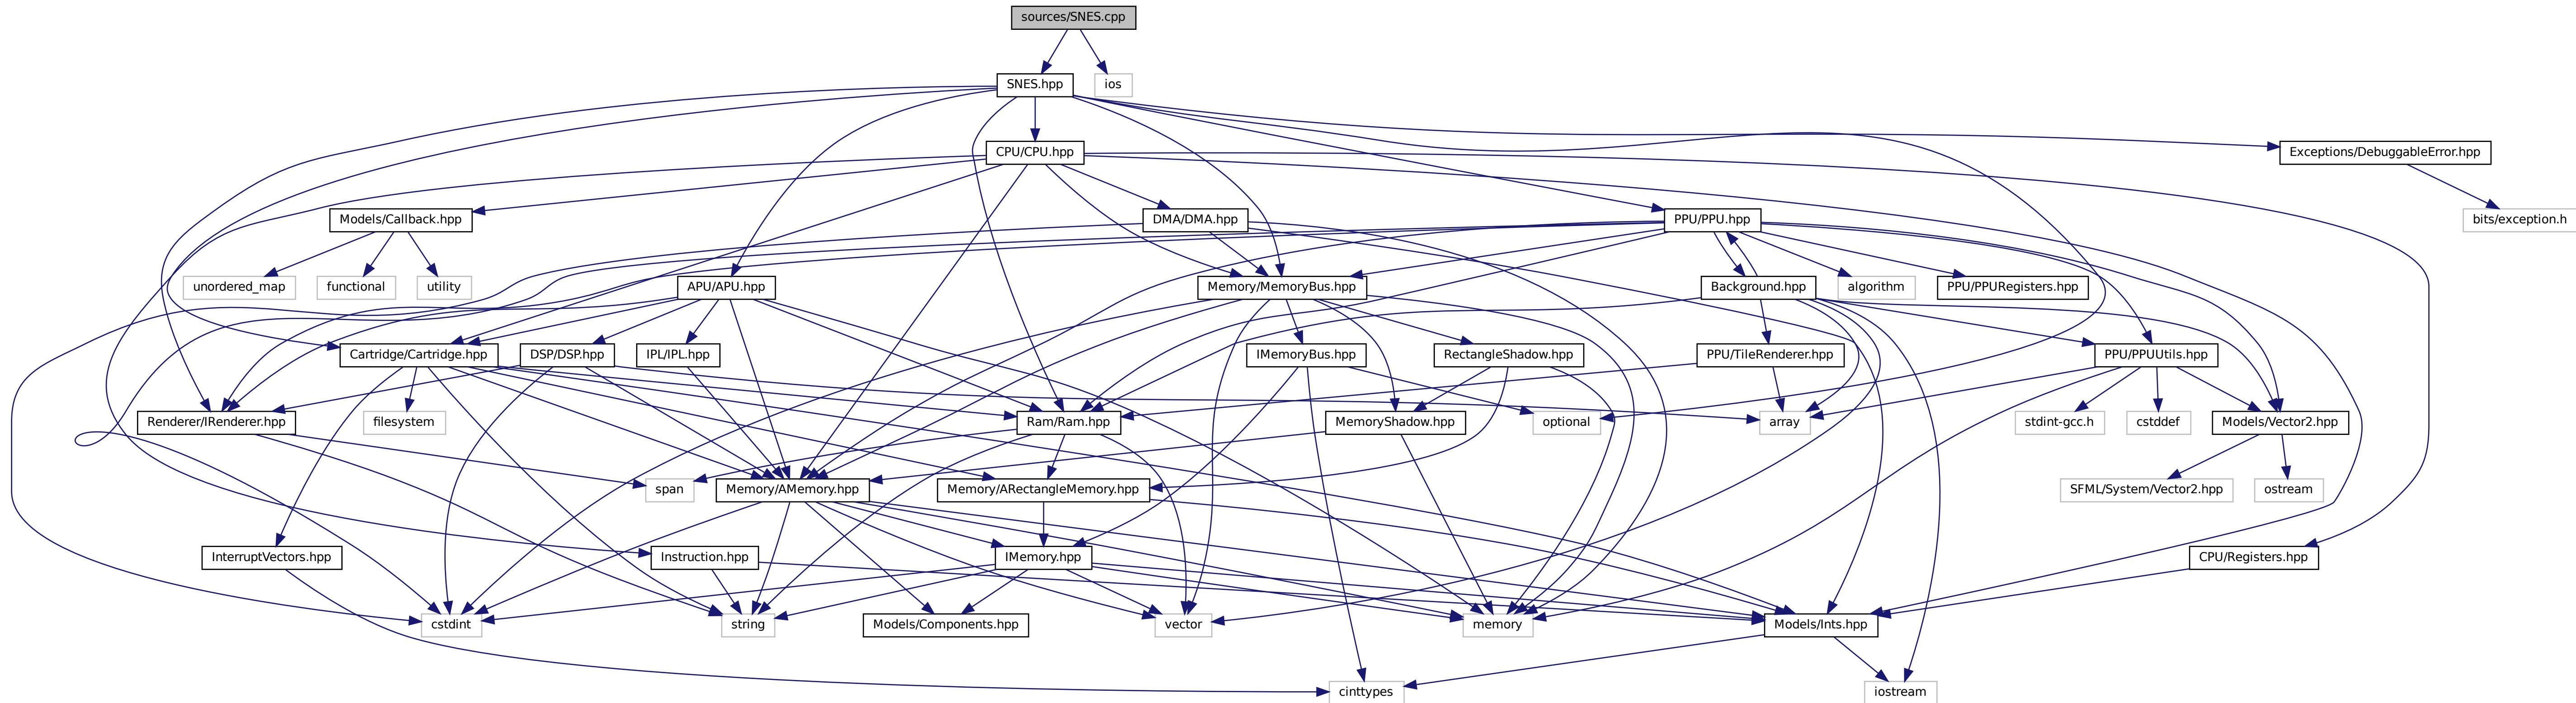 sources/SNES.cpp
SNES.hpp
ios
CPU/CPU.hpp
Exceptions/DebuggableError.hpp
Models/Callback.hpp
DMA/DMA.hpp
PPU/PPU.hpp
bits/exception.h
unordered_map
functional
utility
APU/APU.hpp
Memory/MemoryBus.hpp
Background.hpp
algorithm
PPU/PPURegisters.hpp
Cartridge/Cartridge.hpp
DSP/DSP.hpp
IPL/IPL.hpp
IMemoryBus.hpp
RectangleShadow.hpp
PPU/TileRenderer.hpp
PPU/PPUUtils.hpp
Renderer/IRenderer.hpp
filesystem
Ram/Ram.hpp
MemoryShadow.hpp
optional
array
stdint-gcc.h
cstddef
Models/Vector2.hpp
span
Memory/AMemory.hpp
Memory/ARectangleMemory.hpp
SFML/System/Vector2.hpp
ostream
InterruptVectors.hpp
Instruction.hpp
IMemory.hpp
CPU/Registers.hpp
cstdint
string
Models/Components.hpp
vector
memory
Models/Ints.hpp
cinttypes
iostream